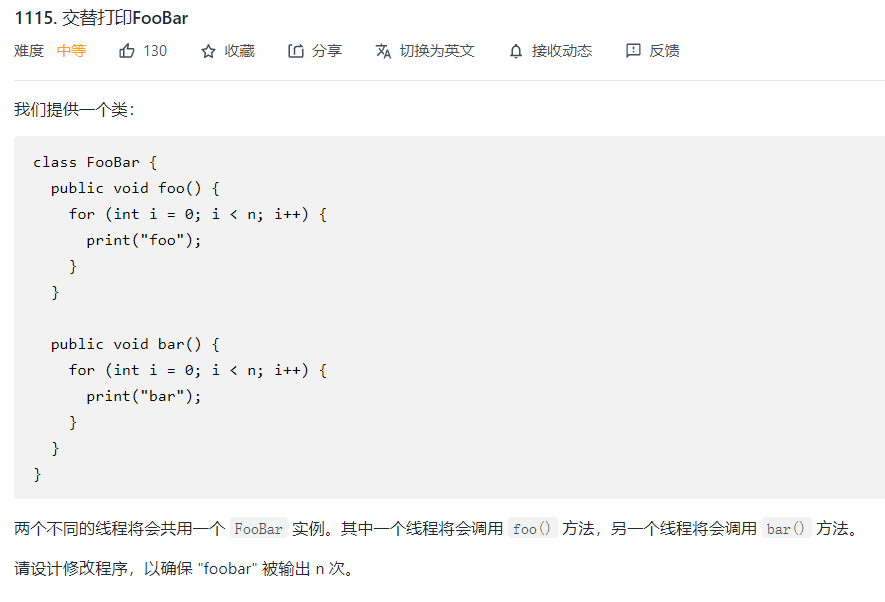 1115. 交替打印FooBar
难度 中等 130 收藏 分享 切换为英文 接收动态 反馈
我们提供一个类：
class FooBar {
  public void foo() {
    for (int i = 0; i < n; i++) {
      print("foo");
    }
  }

  public void bar() {
    for (int i = 0; i < n; i++) {
      print("bar");
    }
  }
}
两个不同的线程将会共用一个 FooBar 实例。其中一个线程将会调用 foo() 方法，另一个线程将会调用 bar() 方法。
请设计修改程序，以确保 "foobar" 被输出 n 次。